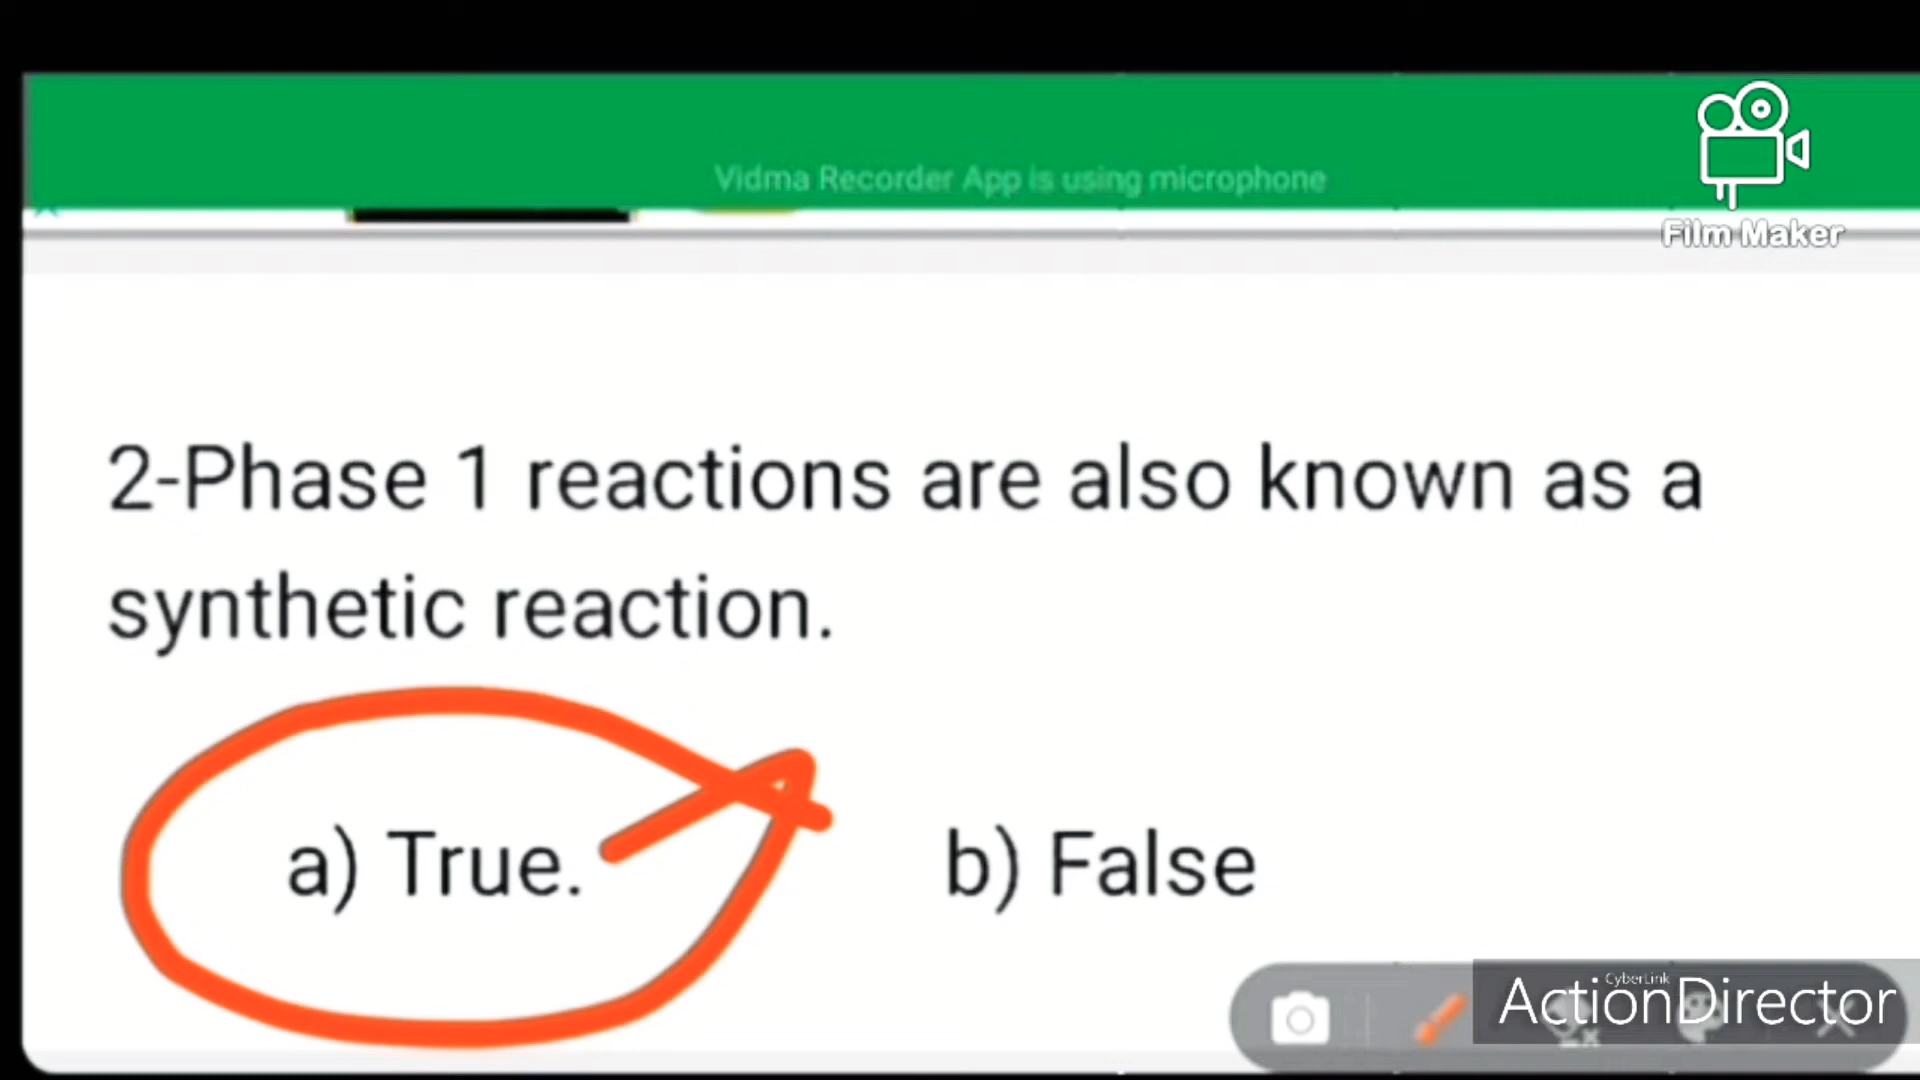 Vidma Recorder App is using microphone
Film Maker
2-Phase 1 reactions are also known as a
synthetic reaction.
a) True.
b) False
CyberLink
ActionDirector